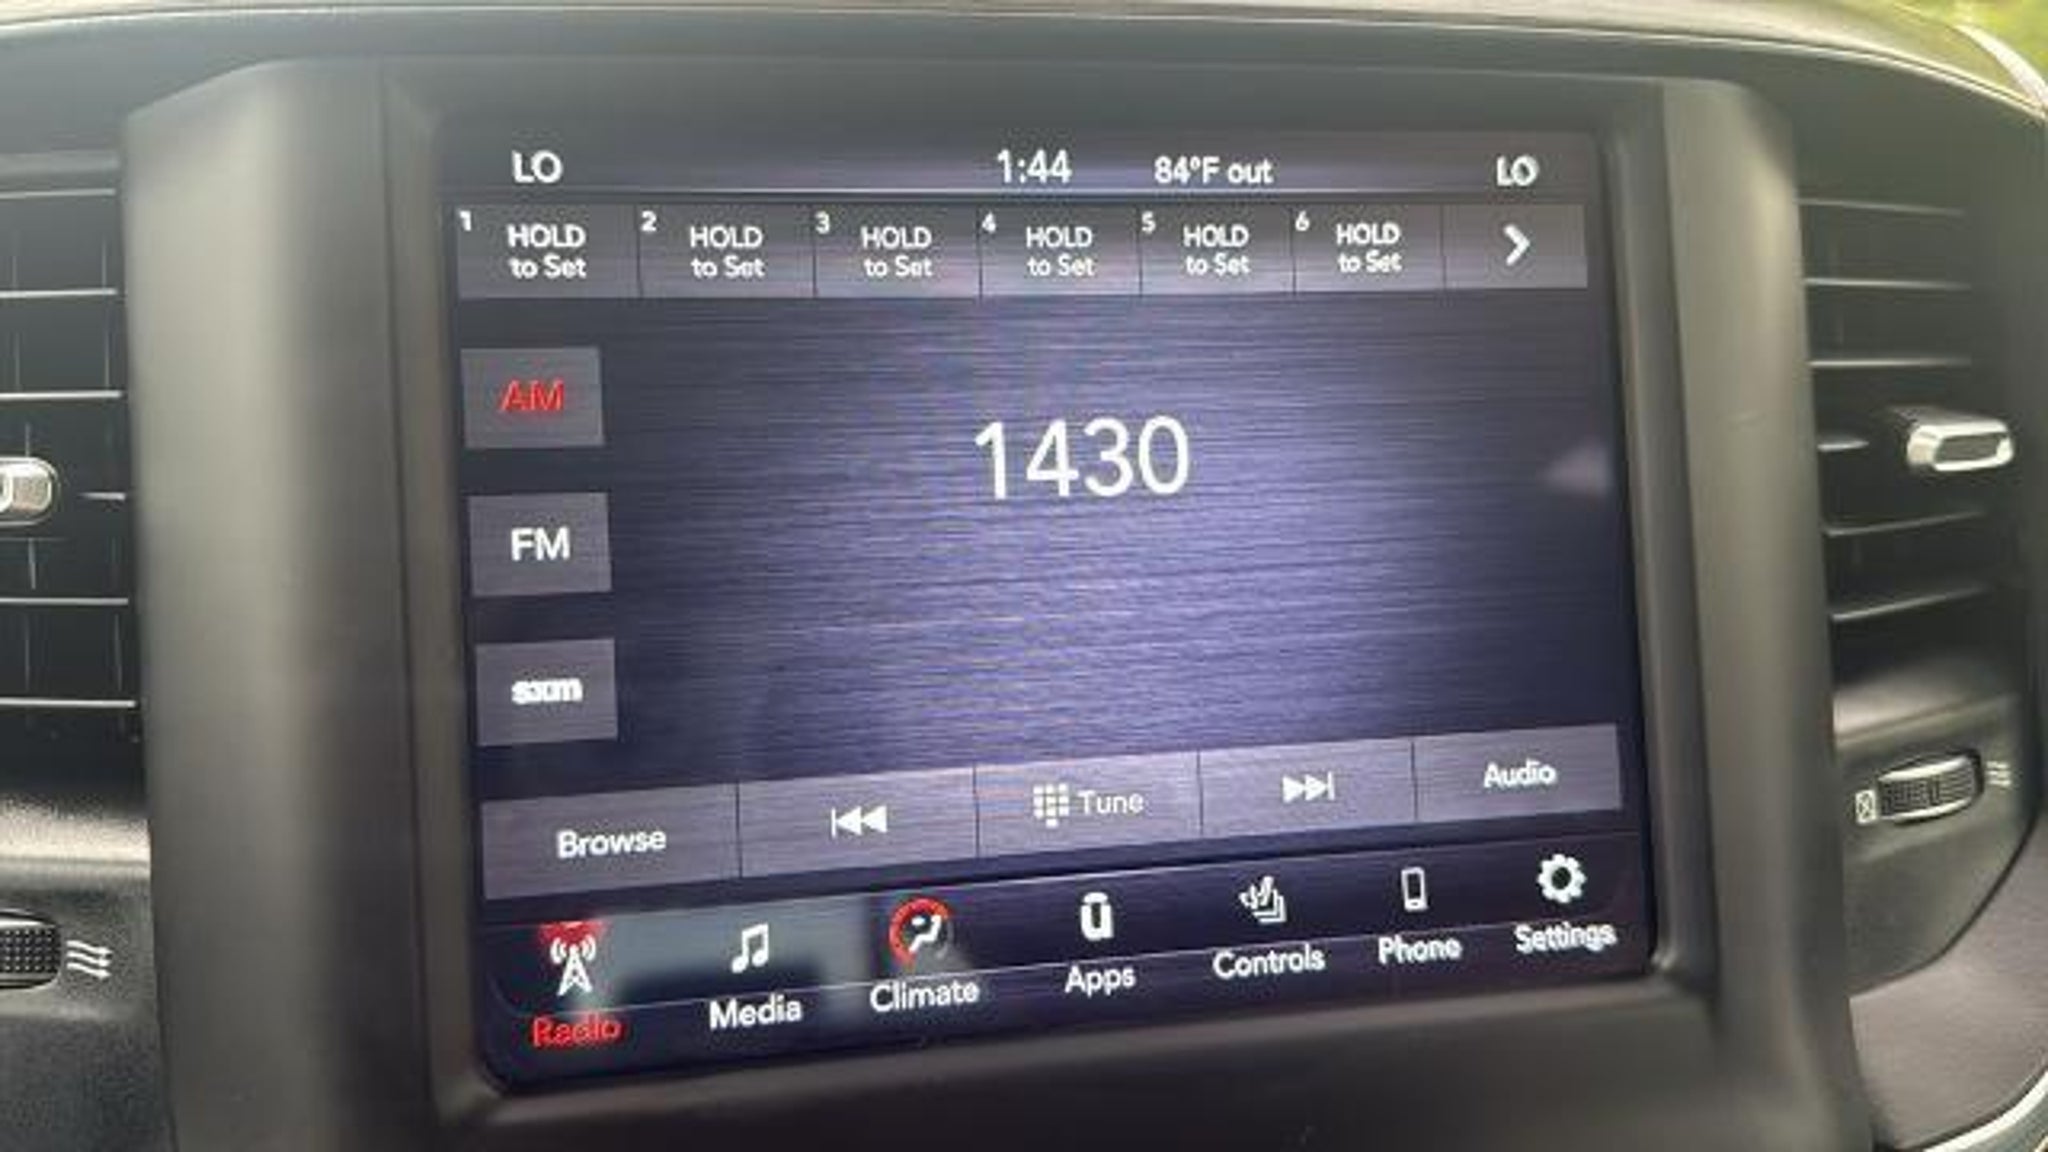 LO 1:44 84°F out LO
1 HOLD to Set
2 HOLD to Set
3 HOLD to Set
4 HOLD to Set
5 HOLD to Set
6 HOLD to Set
AM
1430
FM
sxm
Browse Tune Audio
Radio Media Climate Apps Controls Phone Settings